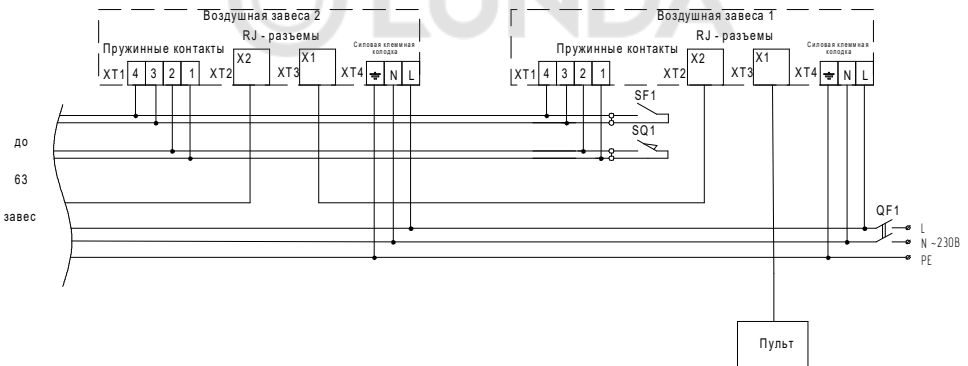 LONDA
Воздушная завеса 2
RJ - разъемы
Пружинные контакты
Силовая клеммная
колодка
XT1 4 3 2 1 XT2 X2 XT3 X1 XT4 N L
Воздушная завеса 1
RJ - разъемы
Пружинные контакты
Силовая клеммная
колодка
XT1 4 3 2 1 XT2 X2 XT3 X1 XT4 N L
SF1
SQ1
до
63
завес
QF1
L
N ~230В
PE
Пульт